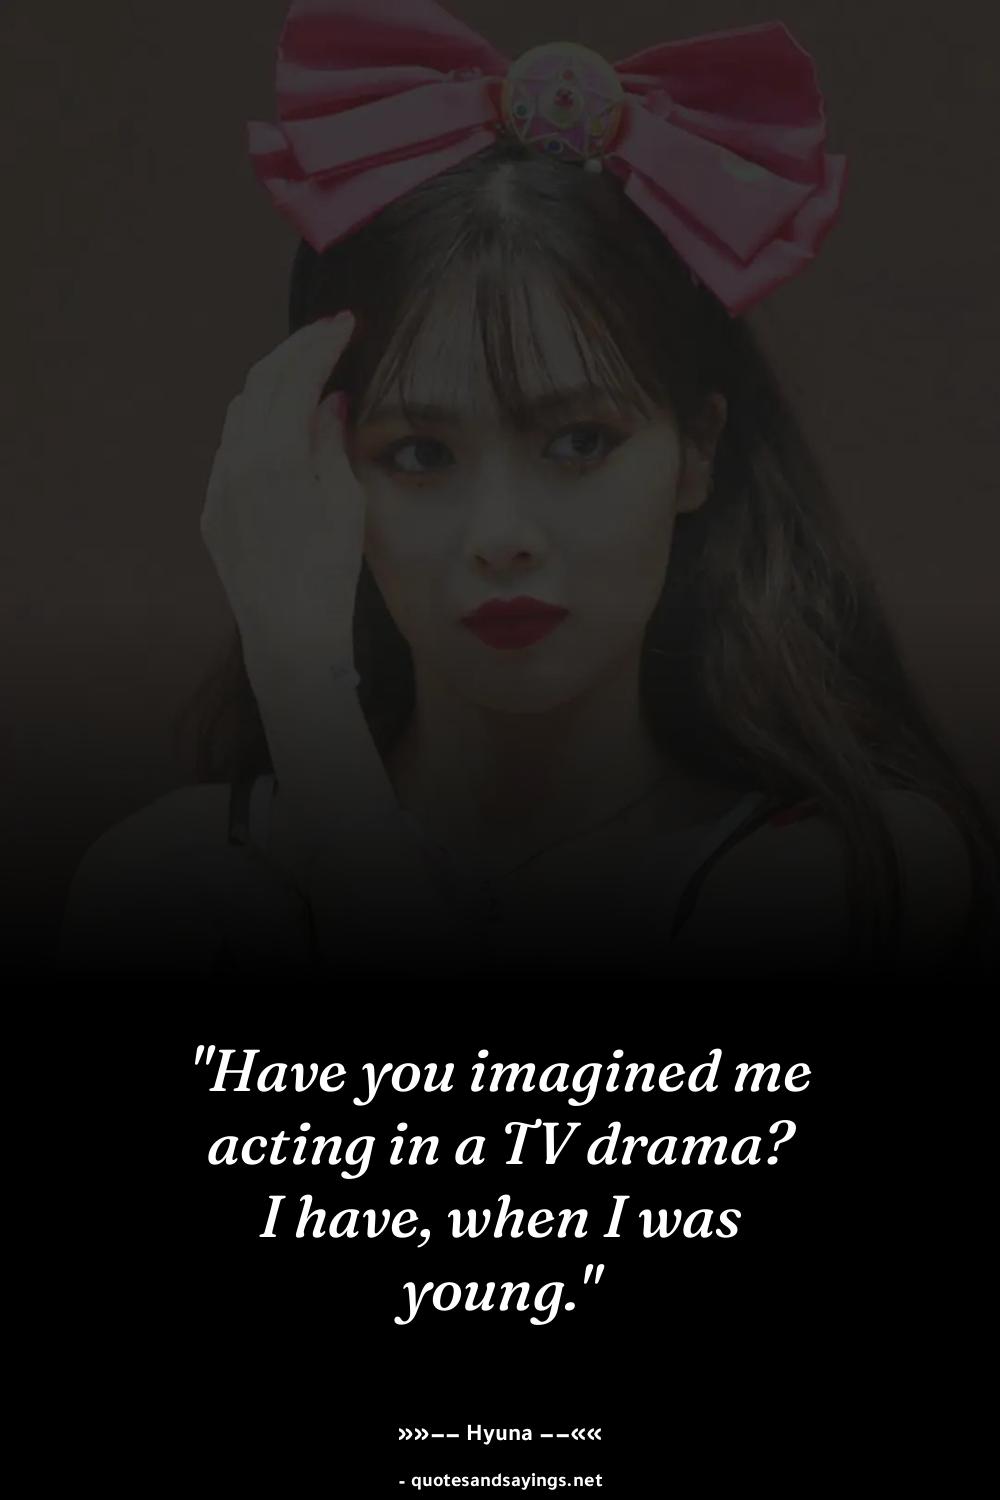 "Have you imagined me
acting in a TV drama?
I have, when I was
young."
»»-- Hyuna --««
- quotesandsayings.net